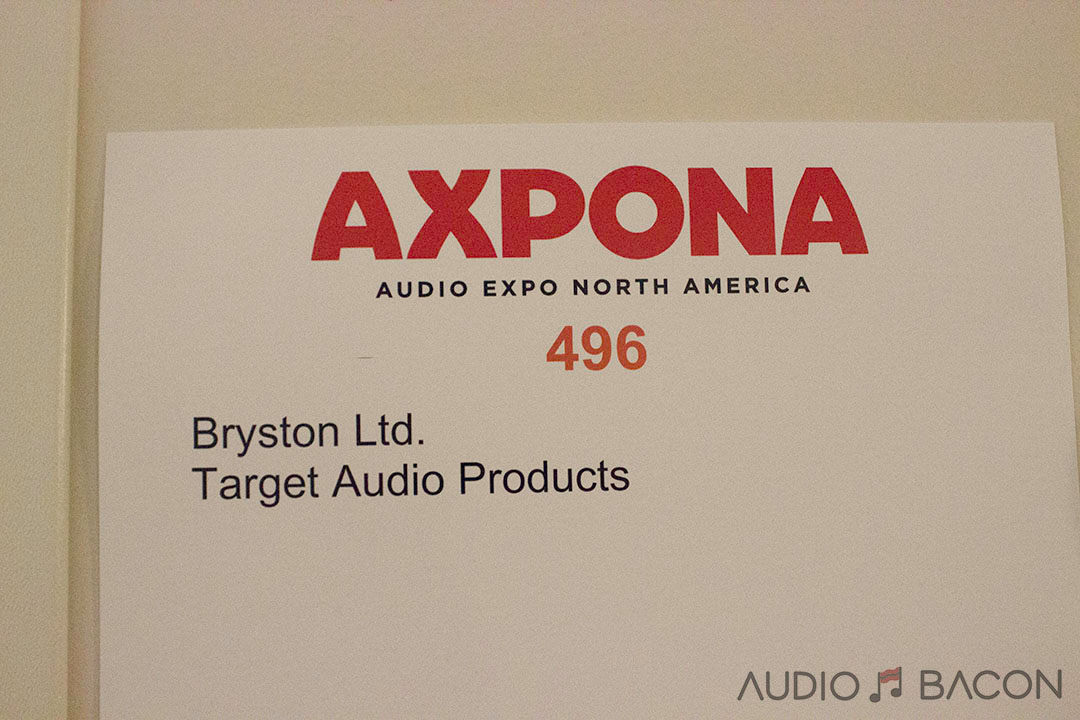 AXPONA
AUDIO EXPO NORTH AMERICA
496
Bryston Ltd.
Target Audio Products
AUDIO BACON